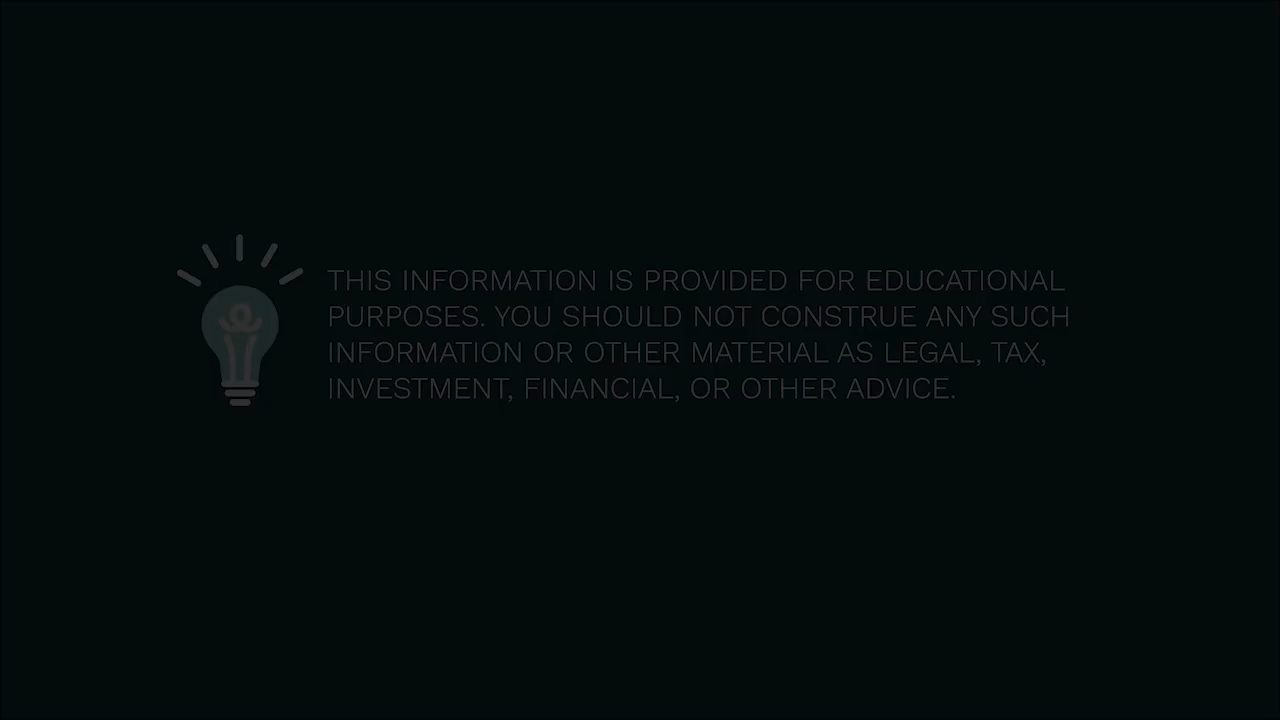 THIS INFORMATION IS PROVIDED FOR EDUCATIONAL
PURPOSES. YOU SHOULD NOT CONSTRUE ANY SUCH
INFORMATION OR OTHER MATERIAL AS LEGAL, TAX,
INVESTMENT, FINANCIAL, OR OTHER ADVICE.